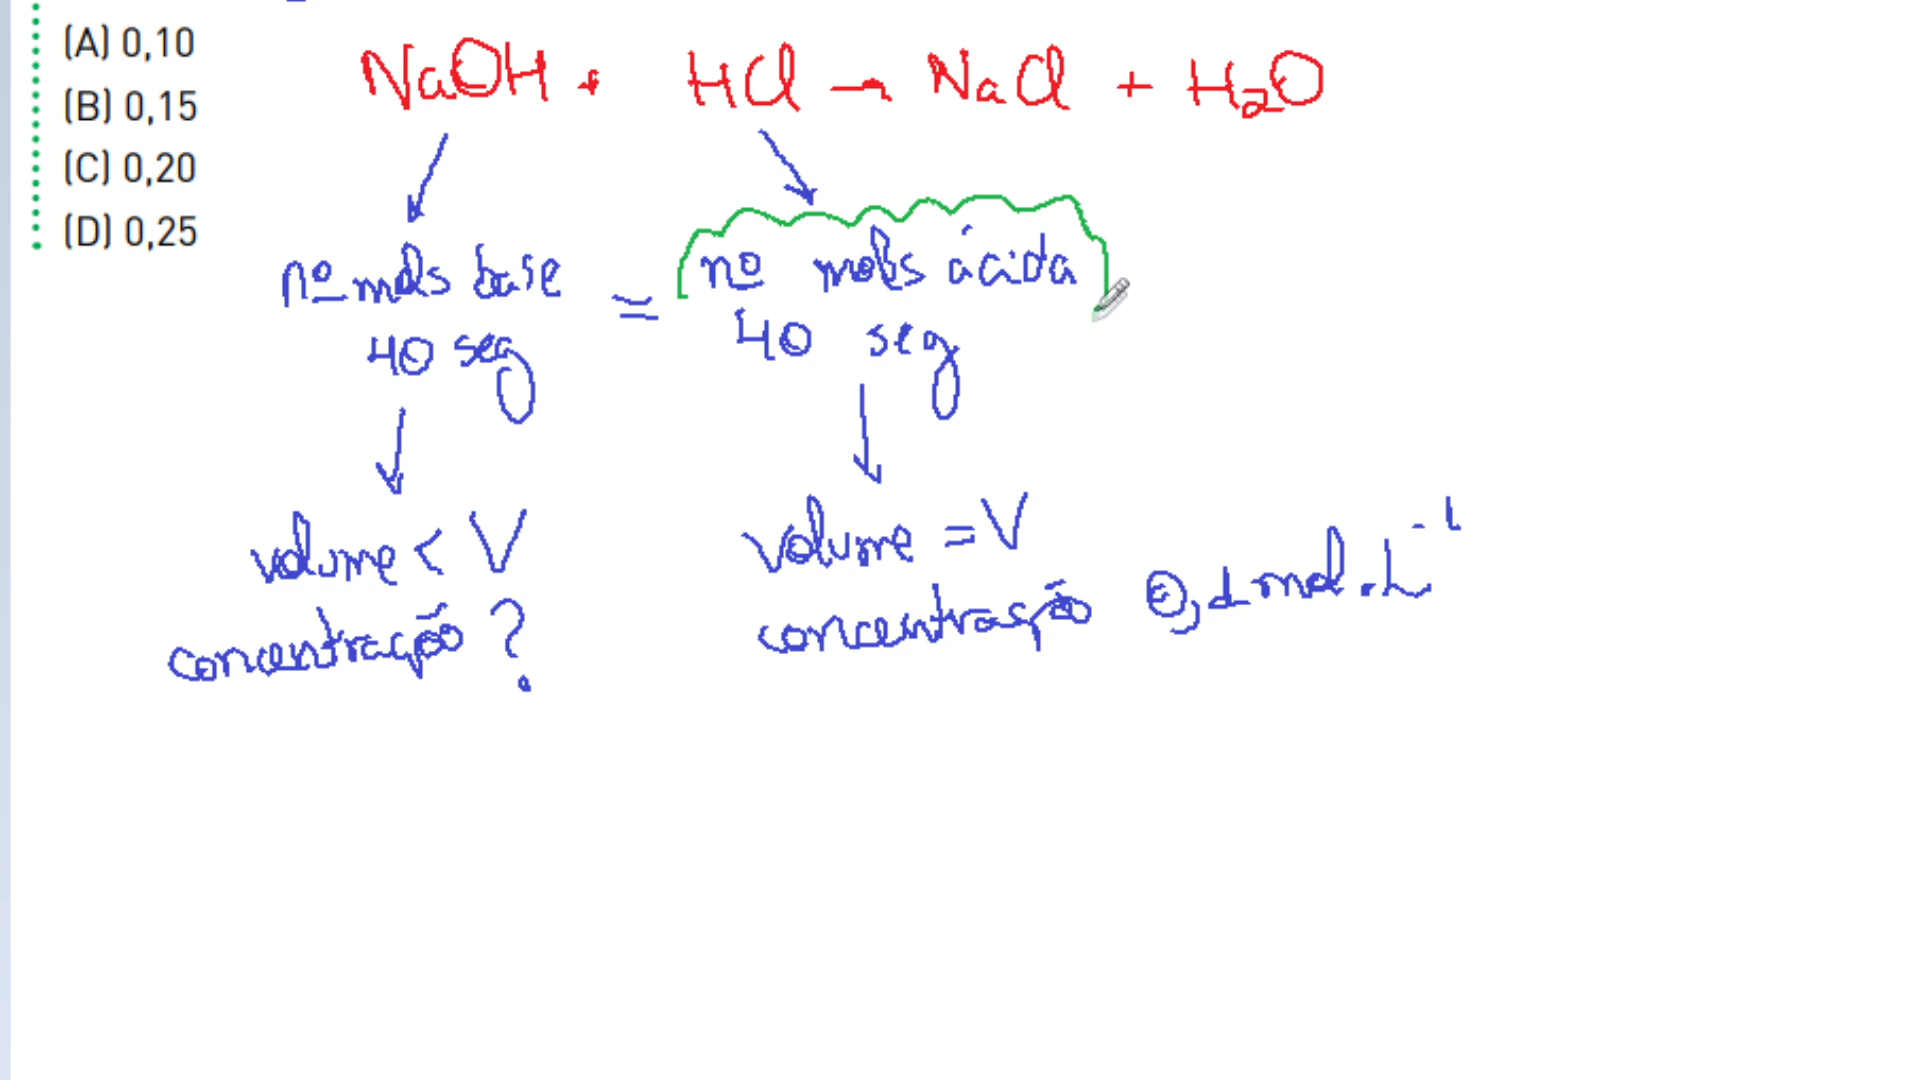 (A) 0,10
(B) 0,15
(C) 0,20
(D) 0,25
NaOH + HCl → NaCl + H₂O
nº mols base = nº mols ácido
40 seg 40 seg
volume < V volume = V
concentração ? concentração 0,1 mol.L⁻¹